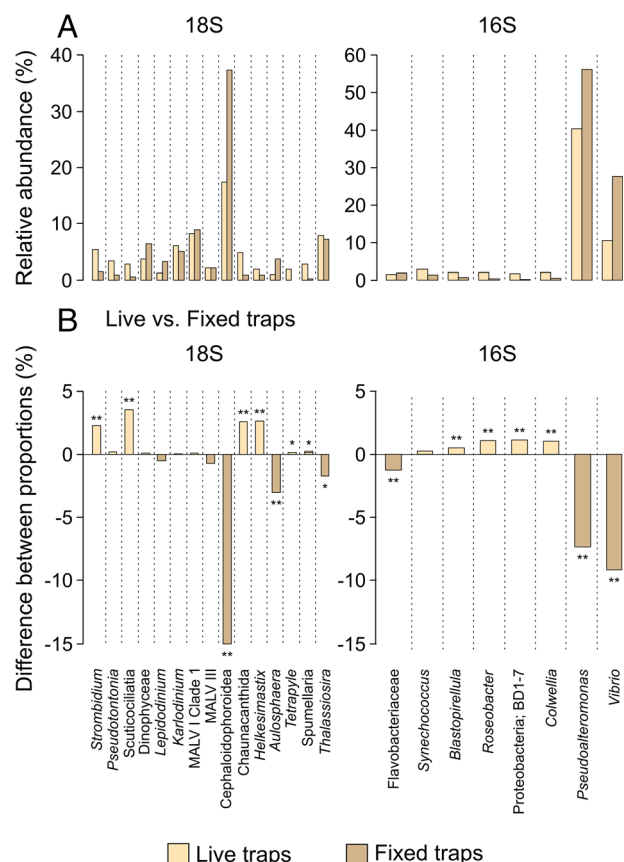 A
18S
16S
Relative abundance (%)
40
30
20
10
0
60
50
40
30
20
10
0
B
Live vs. Fixed traps
18S
16S
Difference between proportions (%)
5
0
-5
-10
-15
5
0
-5
-10
-15
**
**
**
**
**
**
*
*
*
**
**
**
**
**
**
**
Strombidium
Pseudotontonia
Scuticociliatia
Dinophyceae
Lepidodinium
Karlodinium
MALV I Clade 1
MALV III
Cephaloidophoroidea
Chaunacanthida
Helkesimastix
Aulosphaera
Tetrapyle
Spumellaria
Thalassiosira
Flavobacteriaceae
Synechococcus
Blastopirellula
Roseobacter
Proteobacteria; BD1-7
Colwellia
Pseudoalteromonas
Vibrio
Live traps
Fixed traps